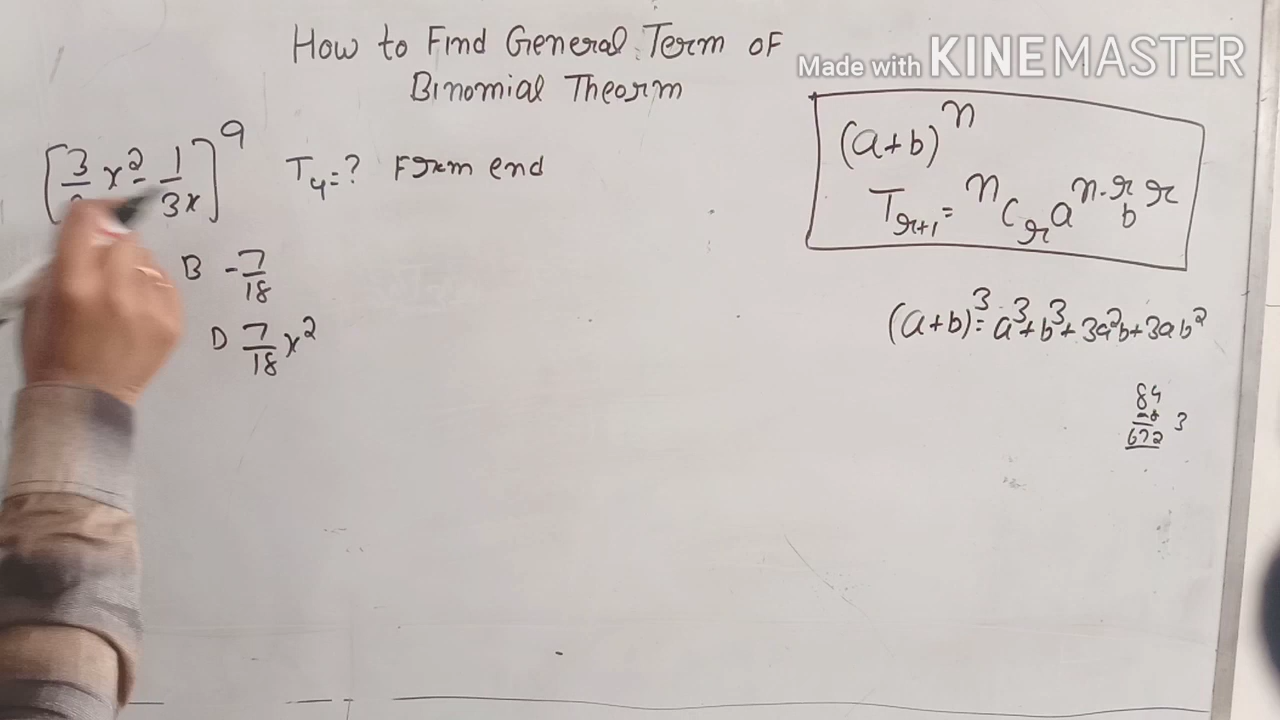 How to Find General Term of
Binomial Theorm
Made with KINEMASTER
[3/ x² - 1/3x]⁹ T₄ = ? From end
B -7/18
D 7/18 x²
(a+b)ⁿ
Tᵣ₊₁ = ⁿCᵣ aⁿ⁻ʳ bʳ
(a+b)³ = a³+b³+3a²b+3ab²
84
672
3